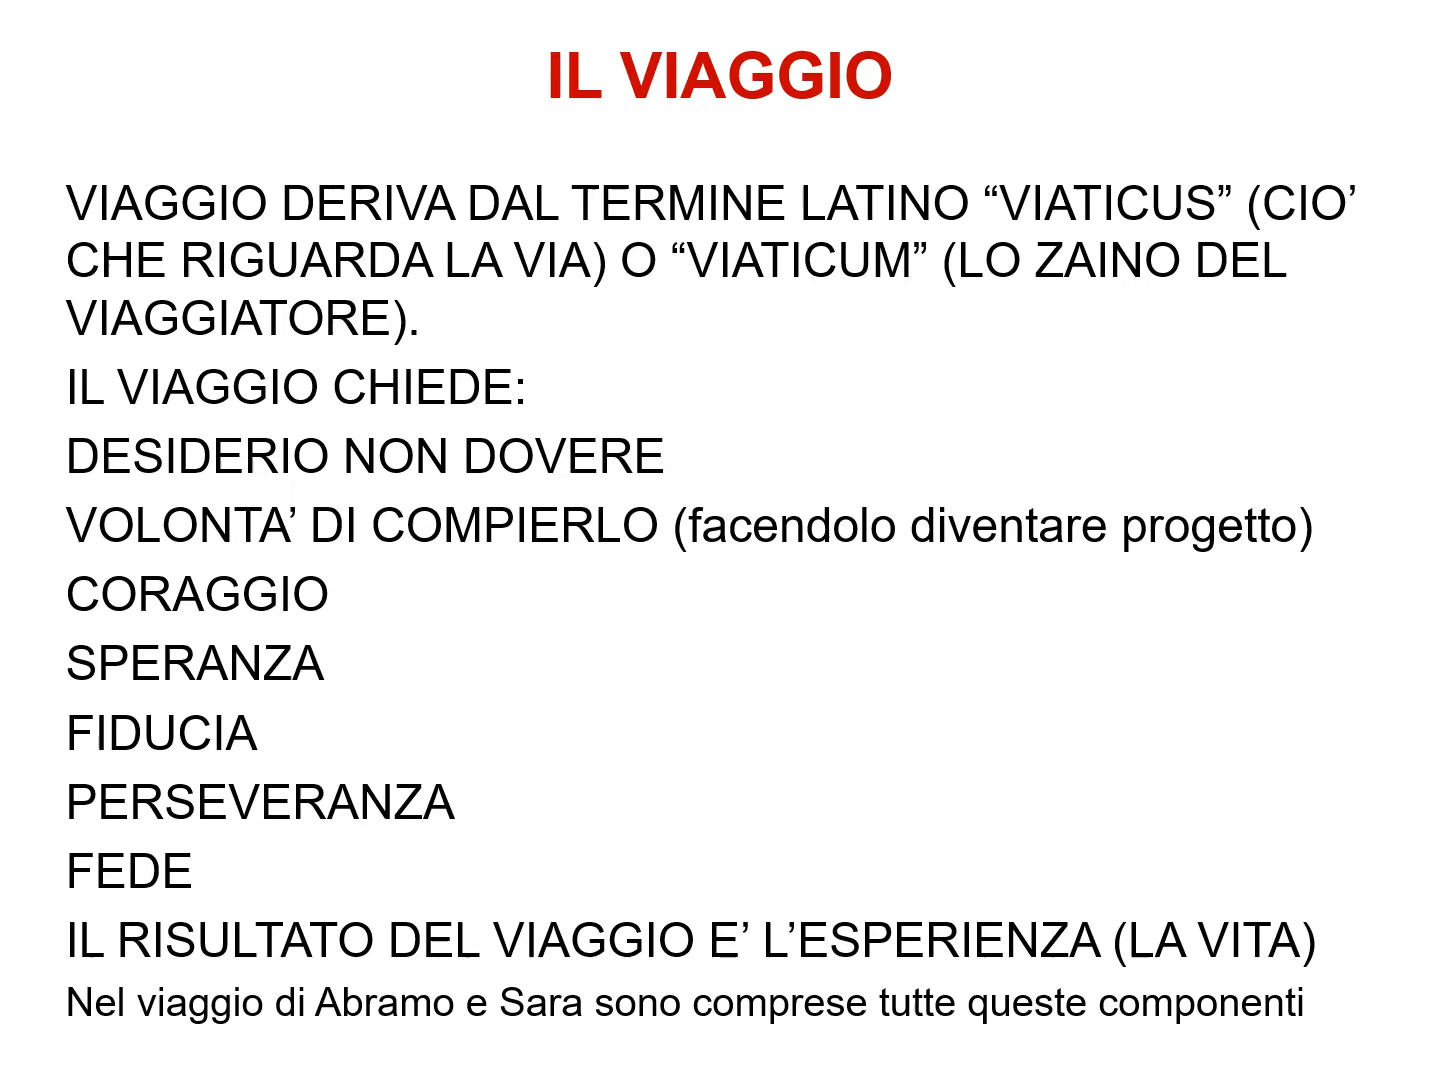 IL VIAGGIO
VIAGGIO DERIVA DAL TERMINE LATINO “VIATICUS” (CIO’
CHE RIGUARDA LA VIA) O “VIATICUM” (LO ZAINO DEL
VIAGGIATORE).
IL VIAGGIO CHIEDE:
DESIDERIO NON DOVERE
VOLONTA’ DI COMPIERLO (facendolo diventare progetto)
CORAGGIO
SPERANZA
FIDUCIA
PERSEVERANZA
FEDE
IL RISULTATO DEL VIAGGIO E’ L’ESPERIENZA (LA VITA)
Nel viaggio di Abramo e Sara sono comprese tutte queste componenti